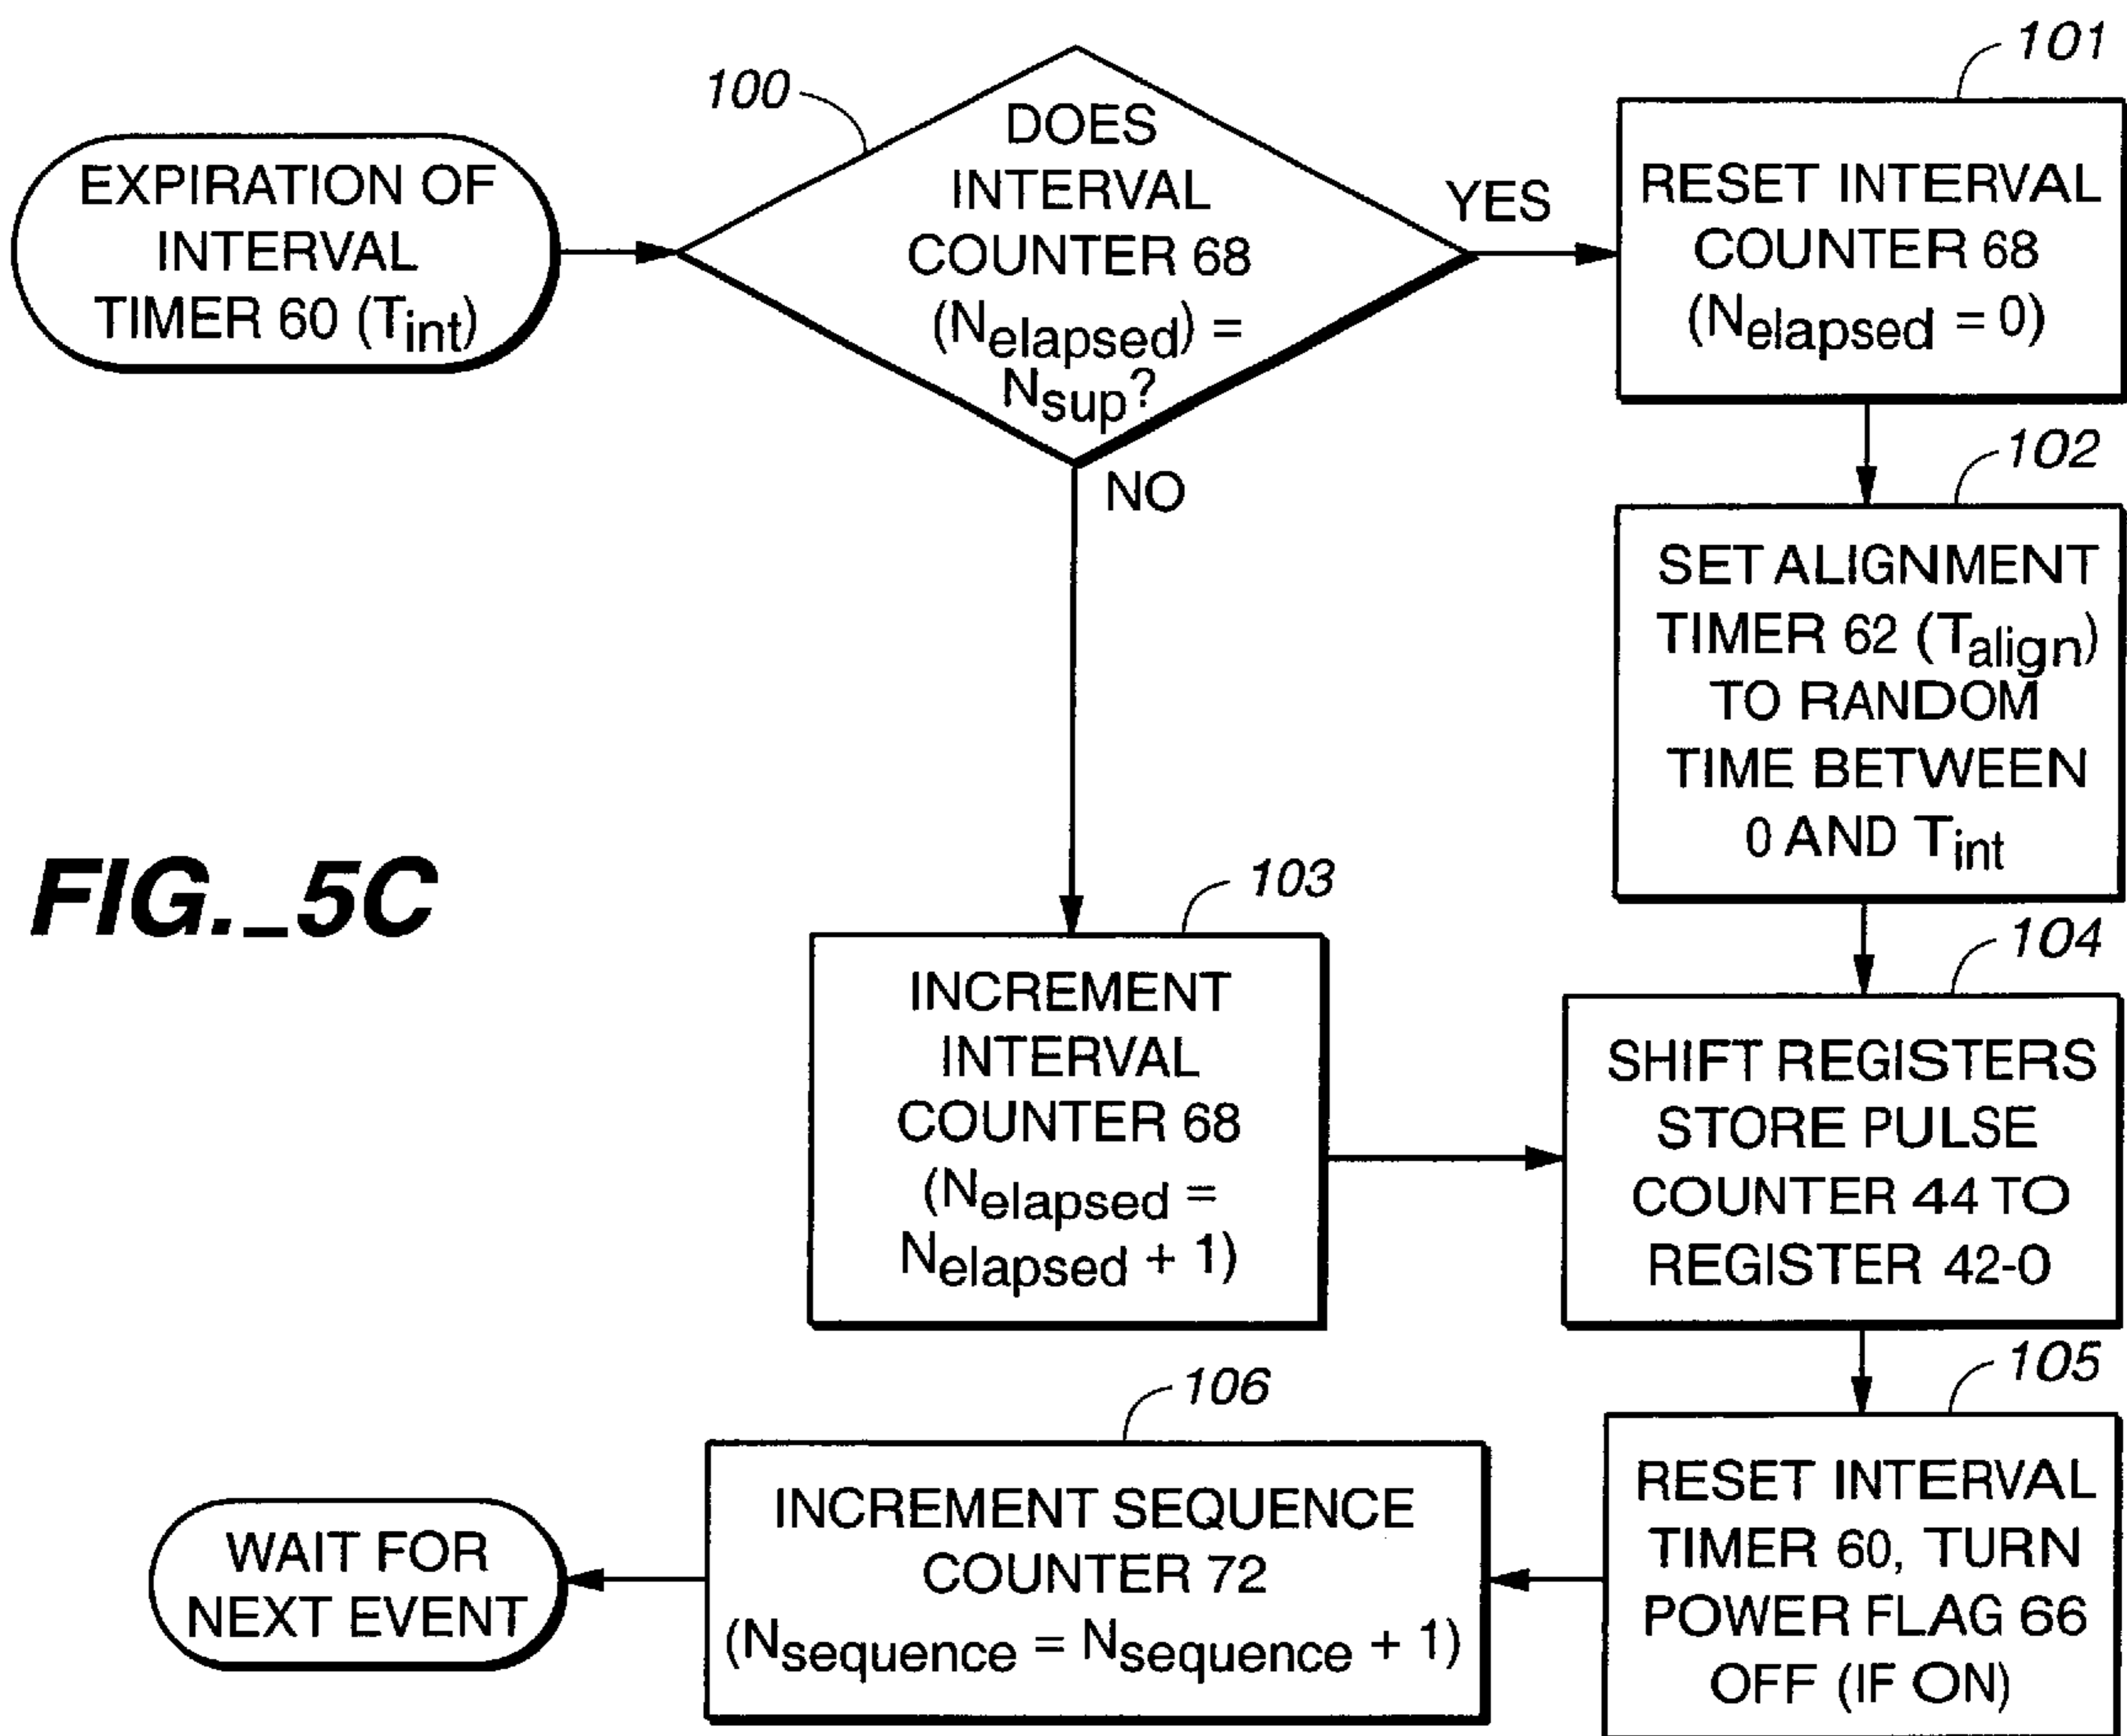 EXPIRATION OF
INTERVAL
TIMER 60 (Tint)
100
DOES
INTERVAL
COUNTER 68
(Nelapsed) =
Nsup?
YES
NO
101
RESET INTERVAL
COUNTER 68
(Nelapsed = 0)
102
SET ALIGNMENT
TIMER 62 (Talign)
TO RANDOM
TIME BETWEEN
0 AND Tint
FIG._5C
103
INCREMENT
INTERVAL
COUNTER 68
(Nelapsed =
Nelapsed + 1)
104
SHIFT REGISTERS
STORE PULSE
COUNTER 44 TO
REGISTER 42-0
105
RESET INTERVAL
TIMER 60, TURN
POWER FLAG 66
OFF (IF ON)
106
INCREMENT SEQUENCE
COUNTER 72
(Nsequence = Nsequence + 1)
WAIT FOR
NEXT EVENT